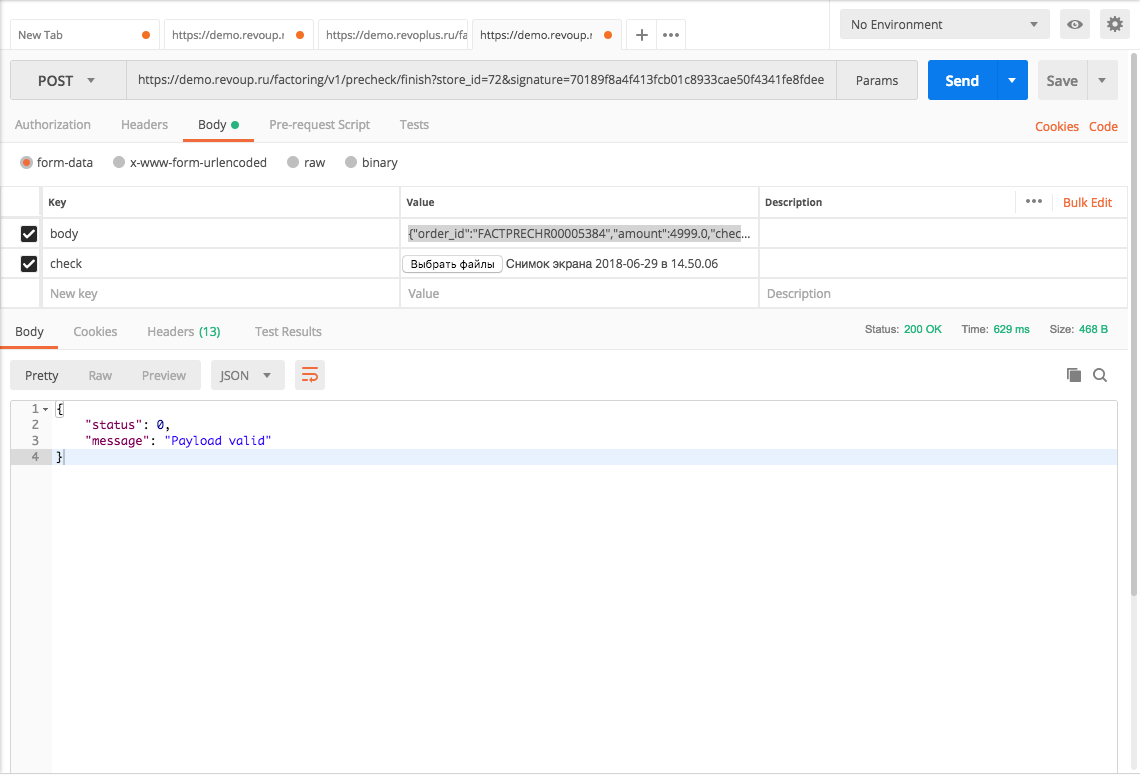 New Tab
https://demo.revoup.r
https://demo.revoplus.ru/fa
https://demo.revoup.r
No Environment
POST
https://demo.revoup.ru/factoring/v1/precheck/finish?store_id=72&signature=70189f8a4f413fcb01c8933cae50f4341fe8fdee
Params
Send
Save
Authorization
Headers
Body
Pre-request Script
Tests
Cookies
Code
form-data
x-www-form-urlencoded
raw
binary
Key
Value
Description
Bulk Edit
body
{"order_id":"FACTPRECHR00005384","amount":4999.0,"chec...
check
Выбрать файлы
Снимок экрана 2018-06-29 в 14.50.06
New key
Value
Description
Body
Cookies
Headers (13)
Test Results
Status: 200 OK
Time: 629 ms
Size: 468 B
Pretty
Raw
Preview
JSON
1 {
2 "status": 0,
3 "message": "Payload valid"
4 }